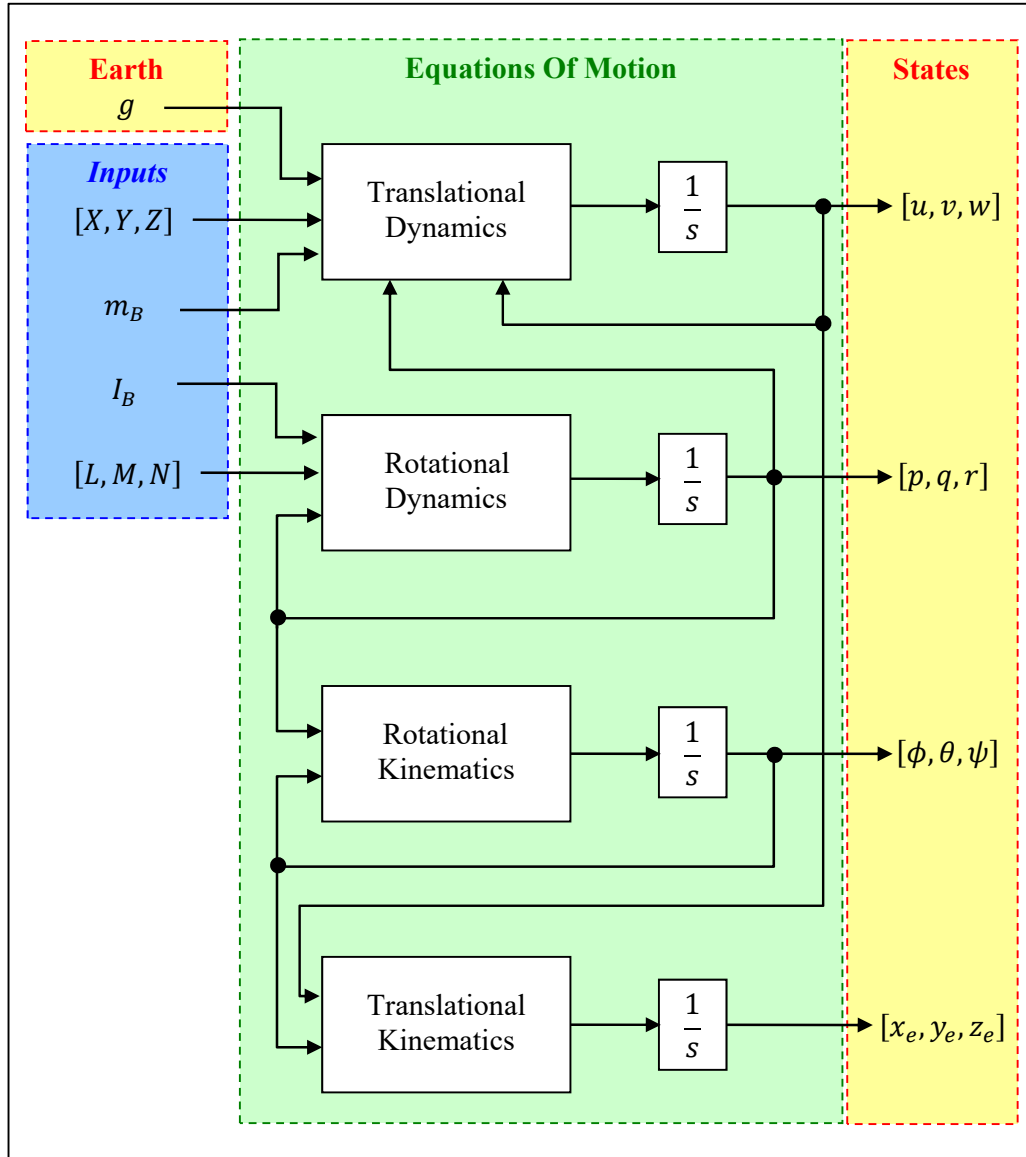 Earth
g
Inputs
[X, Y, Z]
m_B
I_B
[L, M, N]
Equations Of Motion
Translational
Dynamics
1
s
Rotational
Dynamics
1
s
Rotational
Kinematics
1
s
Translational
Kinematics
1
s
States
[u, v, w]
[p, q, r]
[ϕ, θ, ψ]
[x_e, y_e, z_e]